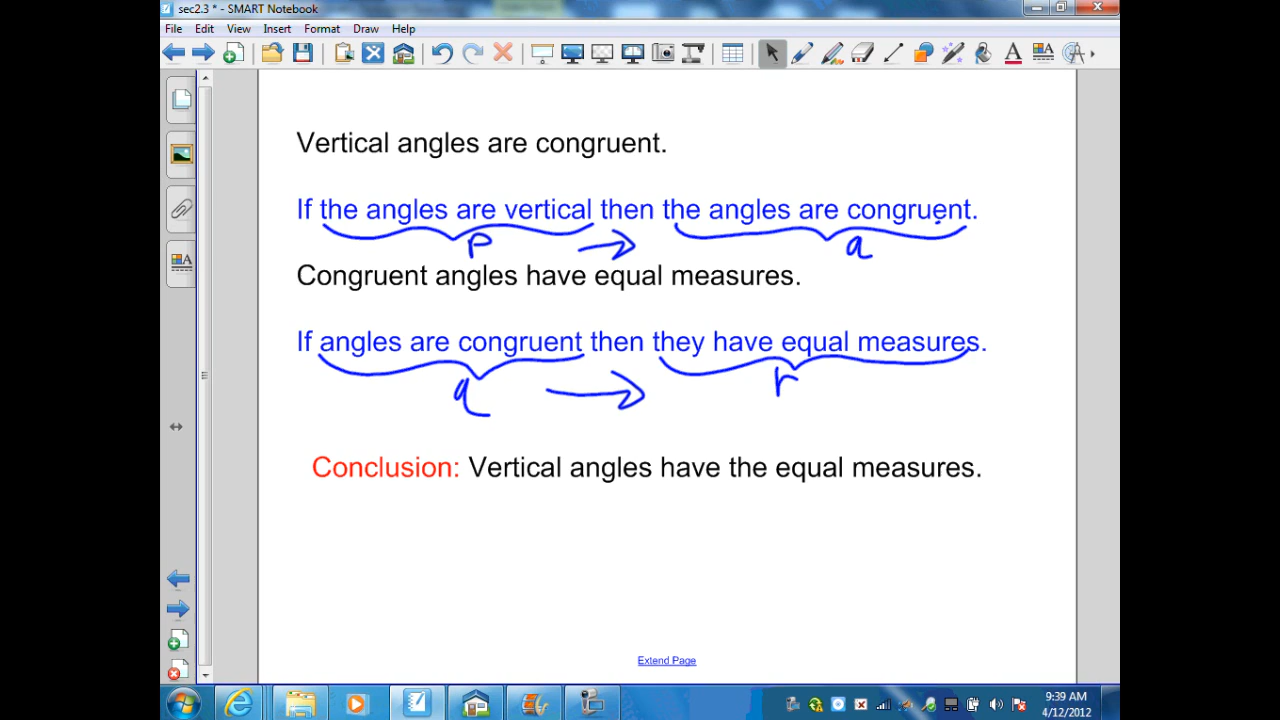 sec2.3 * - SMART Notebook
File Edit View Insert Format Draw Help
Vertical angles are congruent.
If the angles are vertical then the angles are congruent.
p → q
Congruent angles have equal measures.
If angles are congruent then they have equal measures.
q → r
Conclusion: Vertical angles have the equal measures.
Extend Page
9:39 AM
4/12/2012